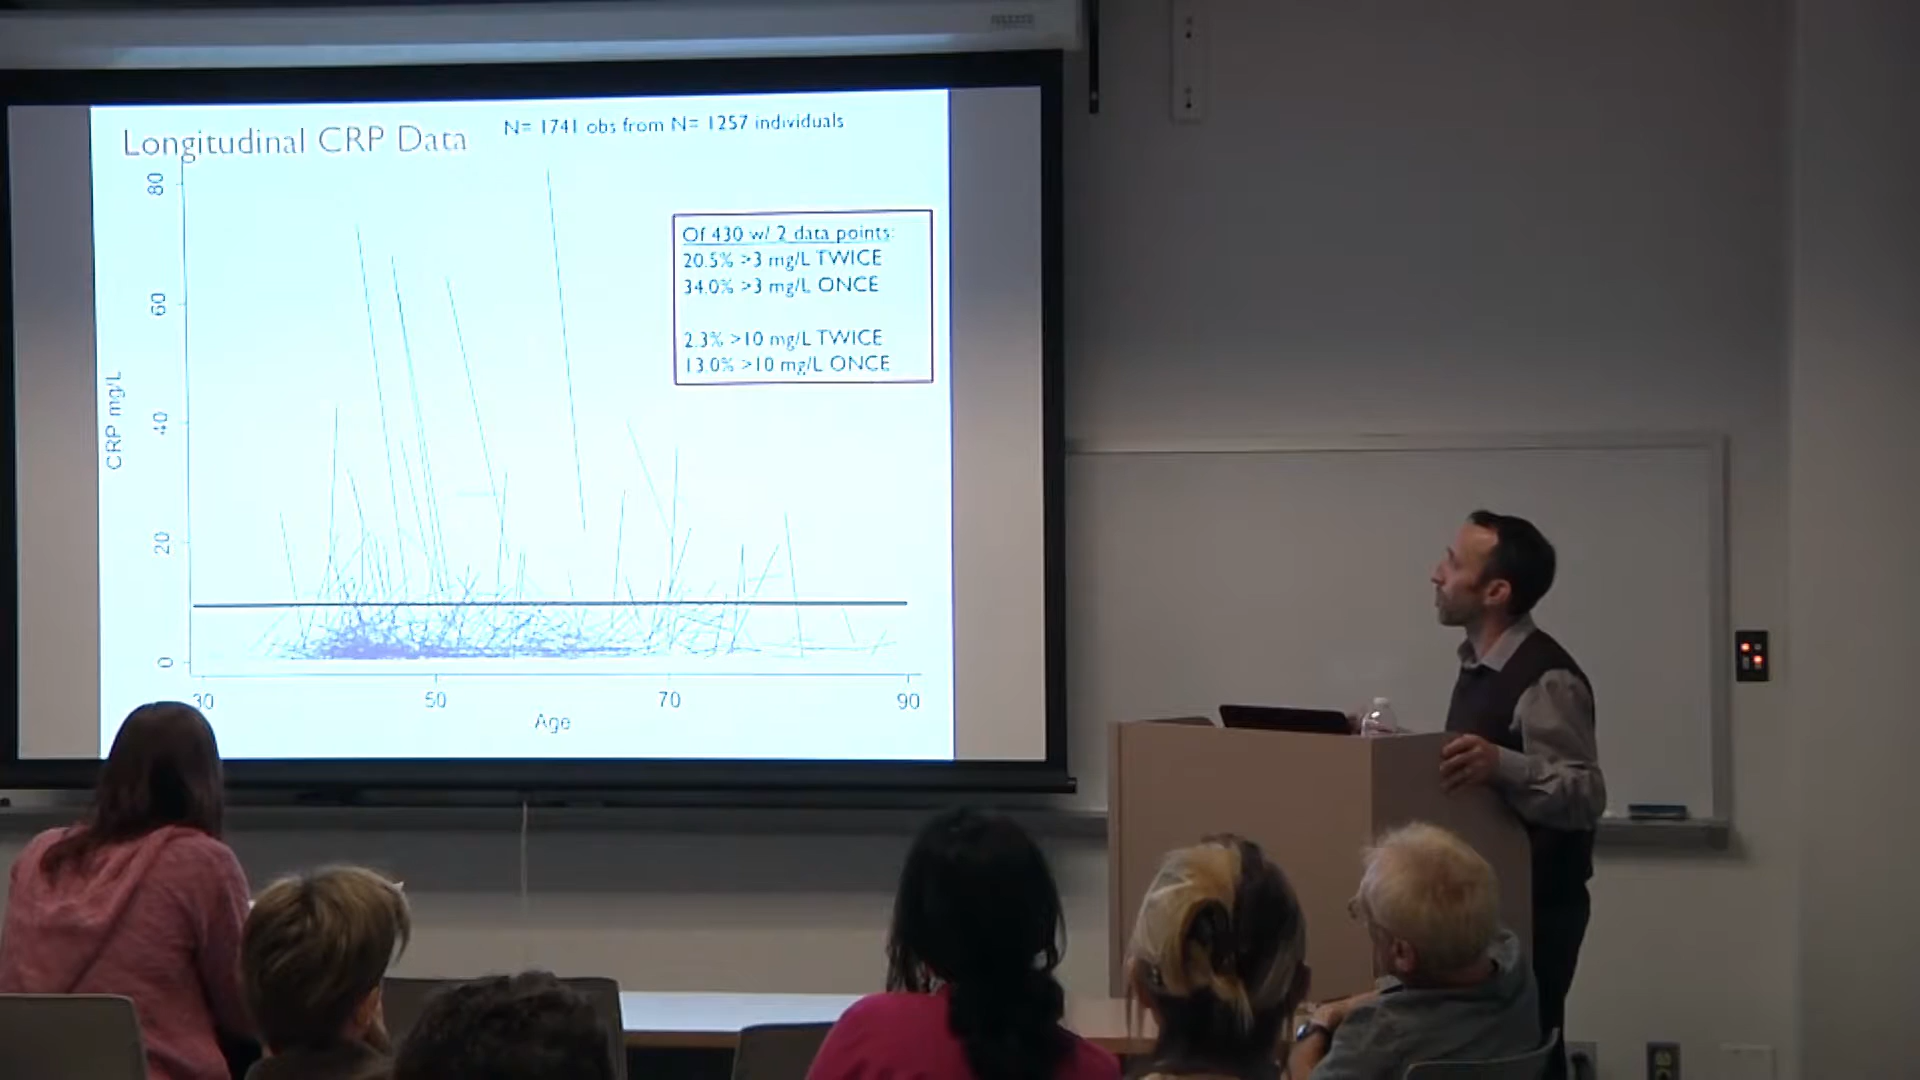 Longitudinal CRP Data
N= 1741 obs from N= 1257 individuals
Of 430 w/ 2 data points:
20.5% >3 mg/L TWICE
34.0% >3 mg/L ONCE
2.3% >10 mg/L TWICE
13.0% >10 mg/L ONCE
CRP mg/L
80
60
40
20
0
30 50 70 90
Age